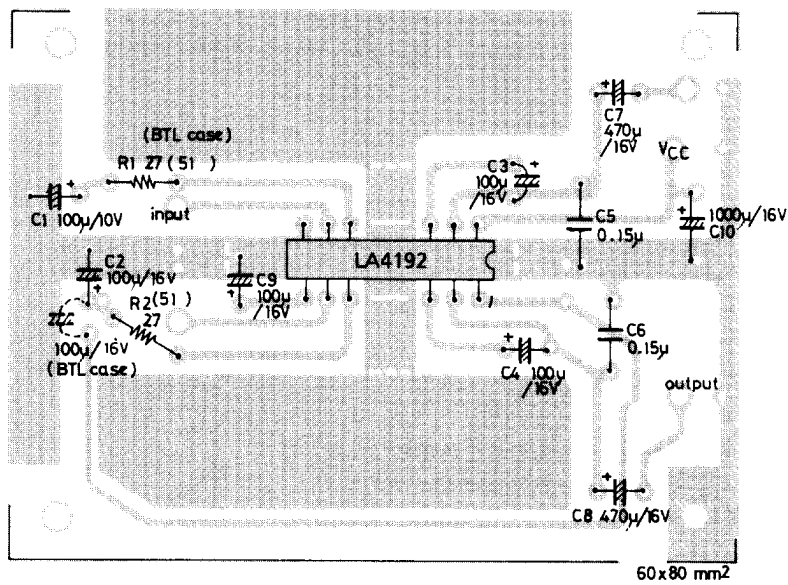 C7
470µ
/16V
(BTL case)
R1 27 (51 )
C3
100µ
/16V
VCC
C1 100µ/10V
input
C5
0.15µ
1000µ/16V
C10
C2
100µ/16V
LA4192
C9
100µ
/16V
R2 (51)
27
C6
0.15µ
100µ/16V
(BTL case)
C4 100µ
/16V
output
C8 470µ/16V
60x80 mm2